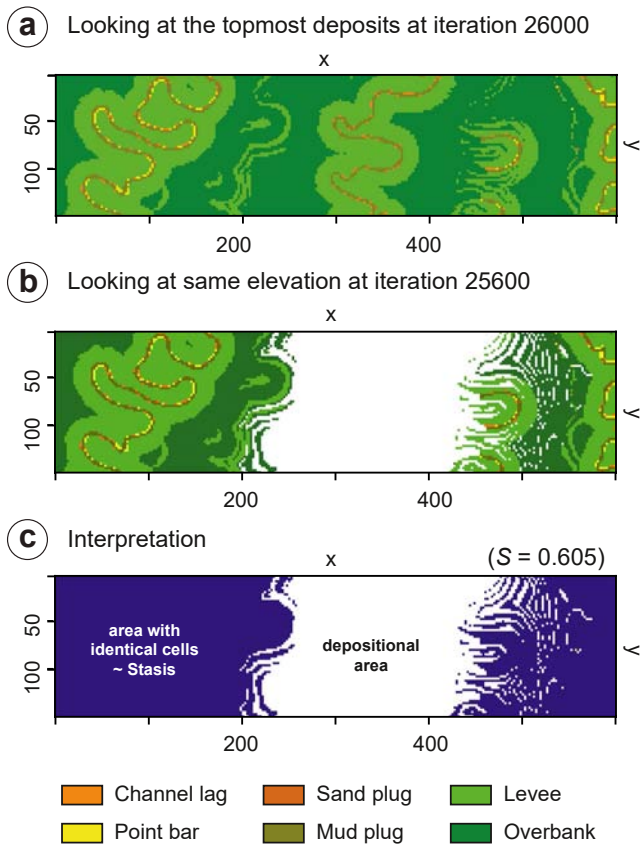 a Looking at the topmost deposits at iteration 26000
x
50
100
y
200 400
b Looking at same elevation at iteration 25600
x
50
100
y
200 400
c Interpretation
x (S = 0.605)
50
100
area with
identical cells
~ Stasis
depositional
area
y
200 400
Channel lag Sand plug Levee
Point bar Mud plug Overbank